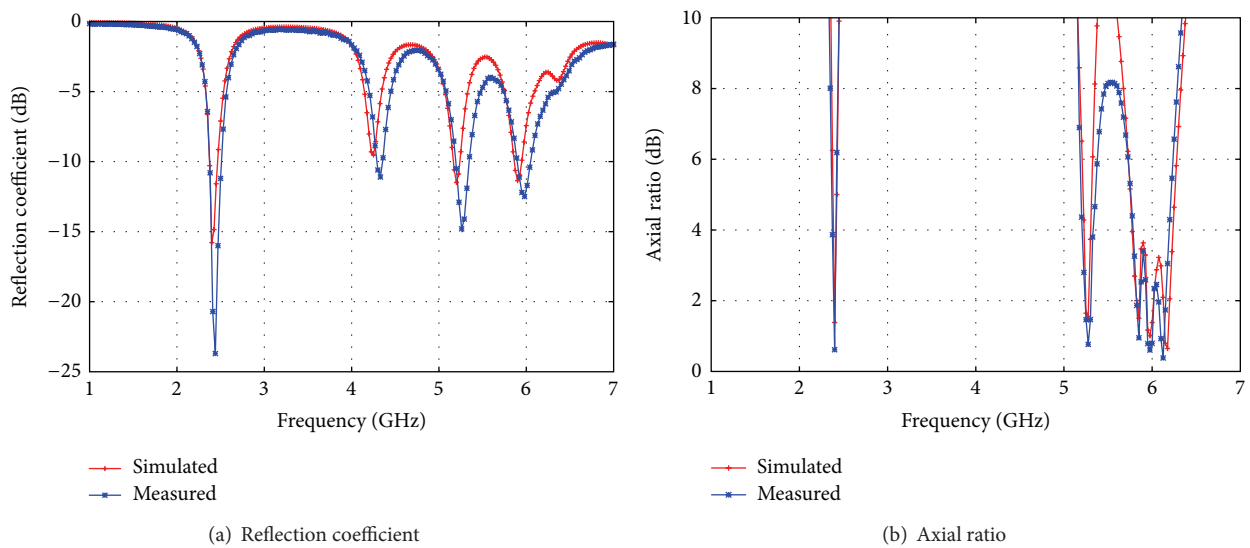 0
−5
−10
−15
−20
−25
Reflection coefficient (dB)
1 2 3 4 5 6 7
Frequency (GHz)
Simulated
Measured
(a) Reflection coefficient
10
8
6
4
2
0
Axial ratio (dB)
1 2 3 4 5 6 7
Frequency (GHz)
Simulated
Measured
(b) Axial ratio